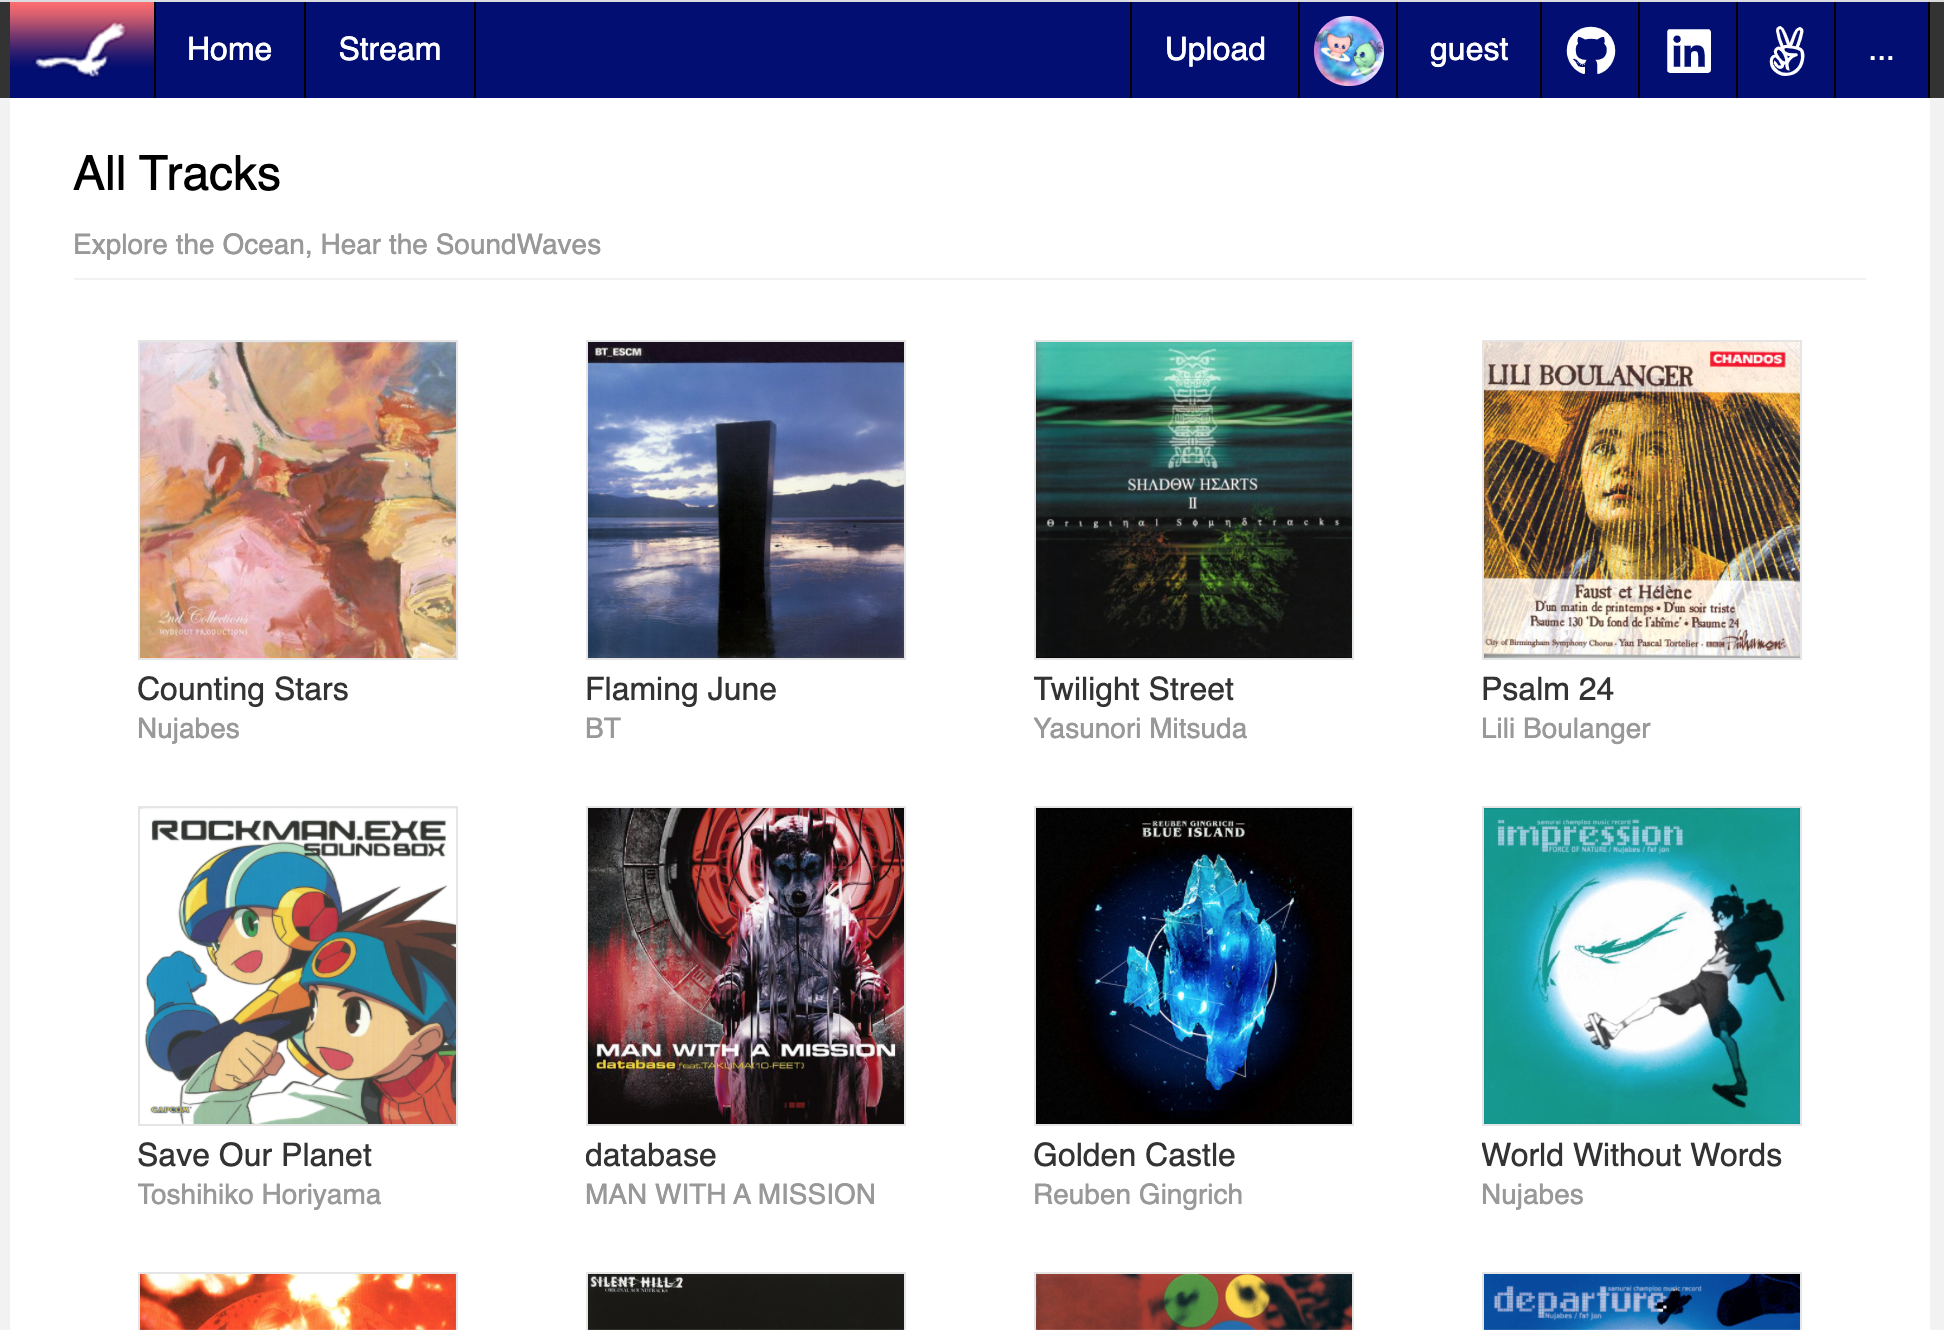 Home
Stream
Upload
guest
...
All Tracks
Explore the Ocean, Hear the SoundWaves
BT_ESCM
SHADΘW HΣΔRTS
II
Θriginαl Sφμηδtrαcks
CHANDOS
LILI BOULANGER
Faust et Hélène
D'un matin de printemps • D'un soir triste
Psaume 130 'Du fond de l'abîme' • Psaume 24
City of Birmingham Symphony Chorus - Yan Pascal Tortelier - BBC Philharmonic
2nd Collections
HYDEOUT PRODUCTIONS
Counting Stars
Nujabes
Flaming June
BT
Twilight Street
Yasunori Mitsuda
Psalm 24
Lili Boulanger
ROCKMAN.EXE
SOUND BOX
CAPCOM
MAN WITH A MISSION
database feat.TAKUMA(10-FEET)
REUBEN GINGRICH
BLUE ISLAND
samurai champloo music record
impression
FORCE OF NATURE / Nujabes / fat jon
Save Our Planet
Toshihiko Horiyama
database
MAN WITH A MISSION
Golden Castle
Reuben Gingrich
World Without Words
Nujabes
SILENT HILL 2
ORIGINAL SOUNDTRACKS
samurai champloo music record
departure
Nujabes / fat jon